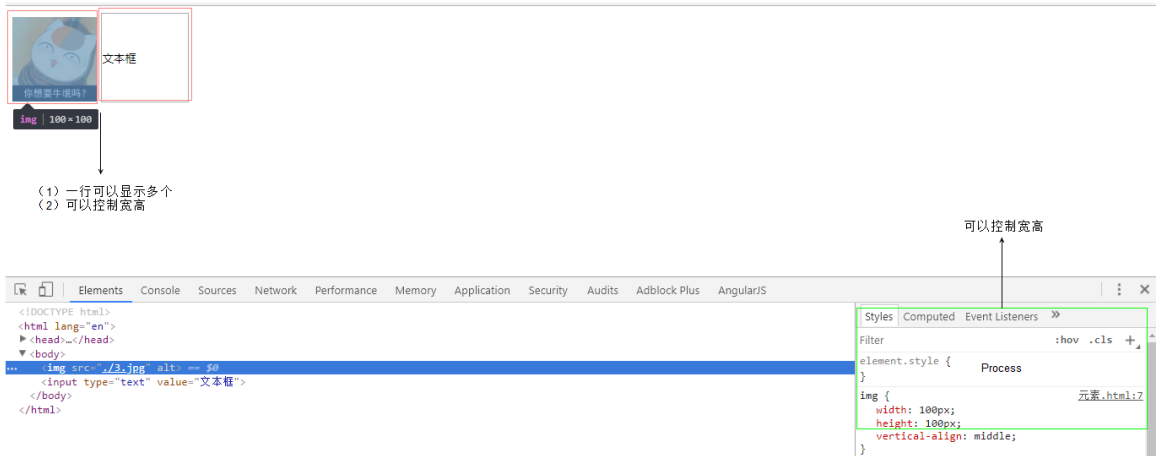 文本框
你想要牛垊吗?
img 100×100
(1)一行可以显示多个
(2)可以控制宽高
可以控制宽高
Elements Console Sources Network Performance Memory Application Security Audits Adblock Plus AngularJS
<!DOCTYPE html>
<html lang="en">
<head>…</head>
<body>
<img src="./3.jpg" alt> == $0
<input type="text" value="文本框">
</body>
</html>
Styles Computed Event Listeners »
Filter :hov .cls +
element.style {
Process
}
img { 元素.html:7
width: 100px;
height: 100px;
vertical-align: middle;
}